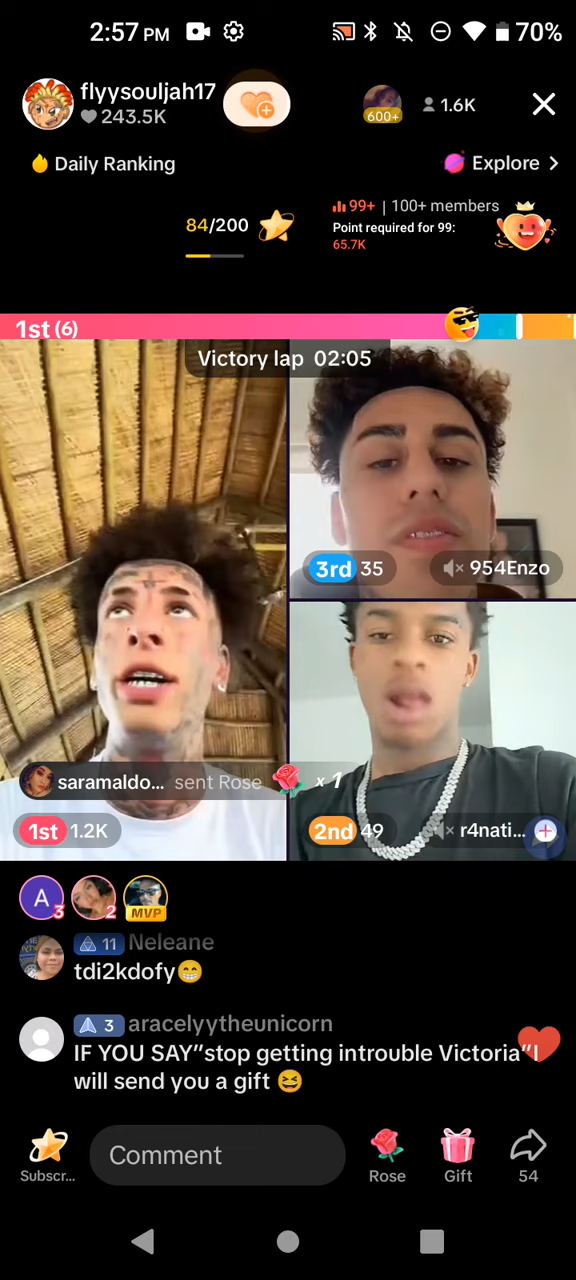 2:57 PM
70%
flyysouljah17
243.5K
600+
1.6K
Daily Ranking
Explore
84/200
99+ | 100+ members
Point required for 99:
65.7K
1st (6)
Victory lap 02:05
3rd 35
954Enzo
saramaldo... sent Rose x 1
1st 1.2K
2nd 49
r4nati...
A
3
2
MVP
11 Neleane
tdi2kdofy😁
3 aracelyytheunicorn
IF YOU SAY"stop getting introuble Victoria"I
will send you a gift 😆
Comment
Subscr...
Rose
Gift
54